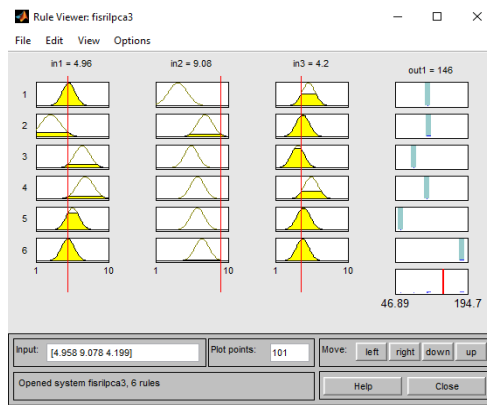 Rule Viewer: fisrilpca3
File Edit View Options
in1 = 4.96 in2 = 9.08 in3 = 4.2 out1 = 146
1
2
3
4
5
6
1 10 1 10 1 10
46.89 194.7
Input: [4.958 9.078 4.199] Plot points: 101 Move: left right down up
Opened system fisrilpca3, 6 rules Help Close